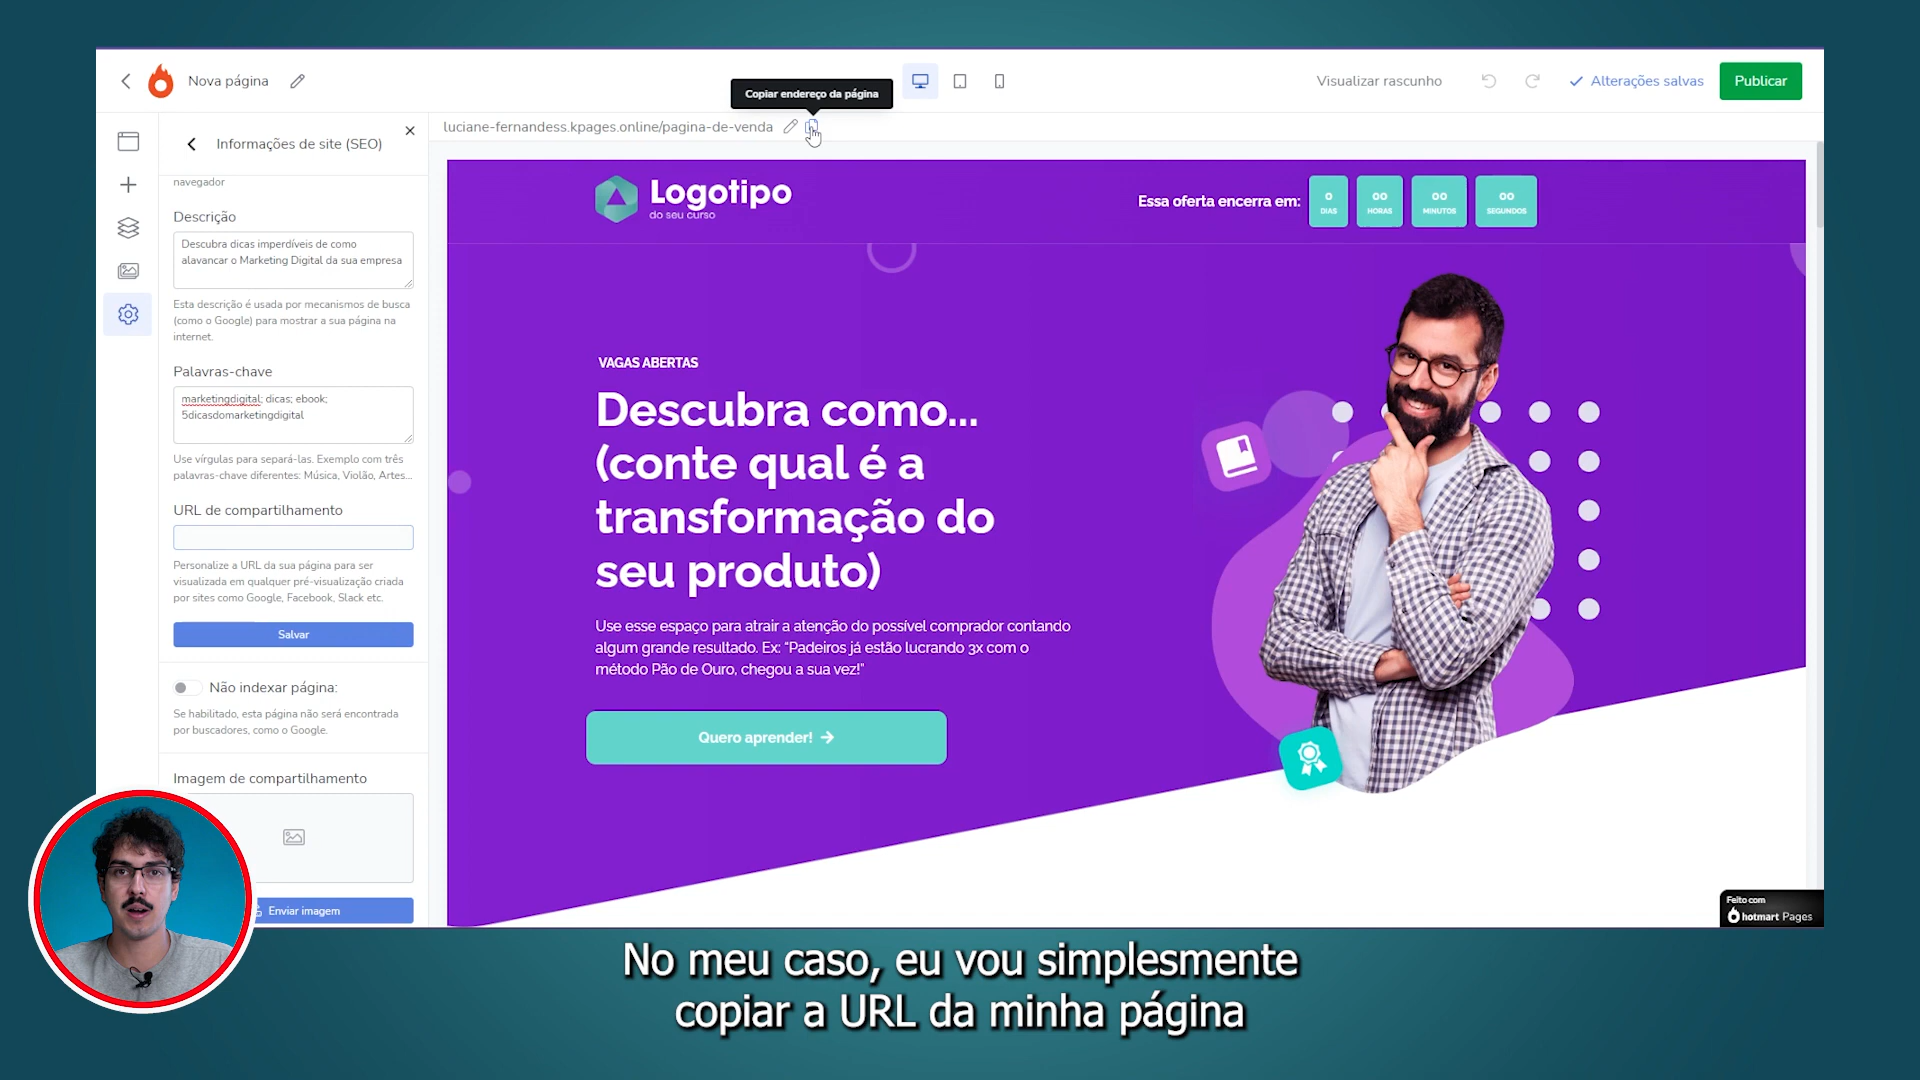 Nova página
Copiar endereço da página
Visualizar rascunho
Alterações salvas
Publicar
Informações de site (SEO)
luciane-fernandess.kpages.online/pagina-de-venda
navegador
Descrição
Descubra dicas imperdíveis de como
alavancar o Marketing Digital da sua empresa
Esta descrição é usada por mecanismos de busca
(como o Google) para mostrar a sua página na
internet.
Palavras-chave
marketingdigital; dicas; ebook;
5dicasdomarketingdigital
Use vírgulas para separá-las. Exemplo com três
palavras-chave diferentes: Música, Violão, Artes...
URL de compartilhamento
Personalize a URL da sua página para ser
visualizada em qualquer pré-visualização criada
por sites como Google, Facebook, Slack etc.
Salvar
Não indexar página:
Se habilitado, esta página não será encontrada
por buscadores, como o Google.
Imagem de compartilhamento
Enviar imagem
Logotipo
do seu curso
Essa oferta encerra em:
0 00 00 00
DIAS HORAS MINUTOS SEGUNDOS
VAGAS ABERTAS
Descubra como...
(conte qual é a
transformação do
seu produto)
Use esse espaço para atrair a atenção do possível comprador contando
algum grande resultado. Ex: “Padeiros já estão lucrando 3x com o
método Pão de Ouro, chegou a sua vez!”
Quero aprender!
Feito com
hotmart Pages
No meu caso, eu vou simplesmente
copiar a URL da minha página